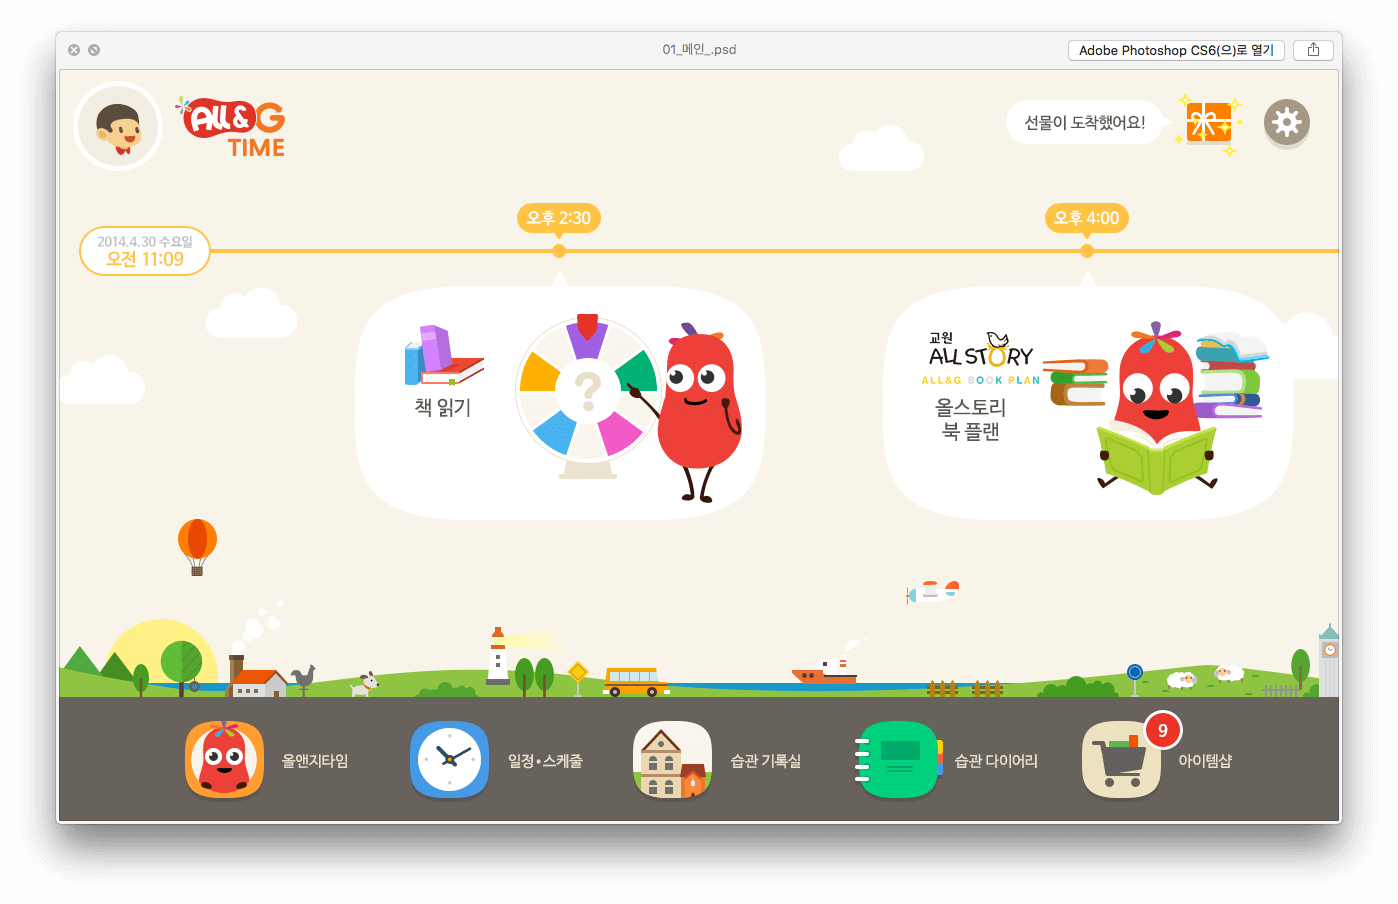 01_메인_.psd
Adobe Photoshop CS6(으)로 열기
ALL&G
TIME
선물이 도착했어요!
오후 2:30
오후 4:00
2014.4.30 수요일
오전 11:09
책 읽기
?
교원
ALL STORY
ALL&G BOOK PLAN
올스토리
북 플랜
올앤지타임
일정•스케줄
습관 기록실
습관 다이어리
9
아이템샵